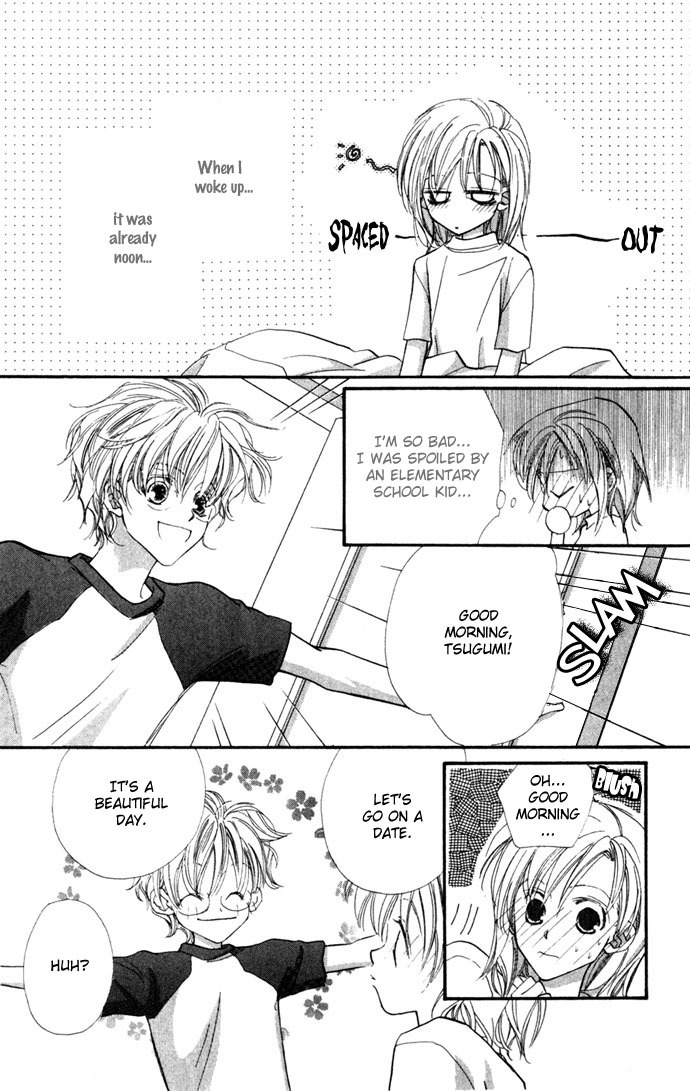 When I
woke up...
it was
already
noon...
SPACED
OUT
I'M SO BAD...
I WAS SPOILED BY
AN ELEMENTARY
SCHOOL KID...
GOOD
MORNING,
TSUGUMI!
SLAM
OH...
GOOD
MORNING
...
BLUSH
LET'S
GO ON A
DATE.
IT'S A
BEAUTIFUL
DAY.
HUH?